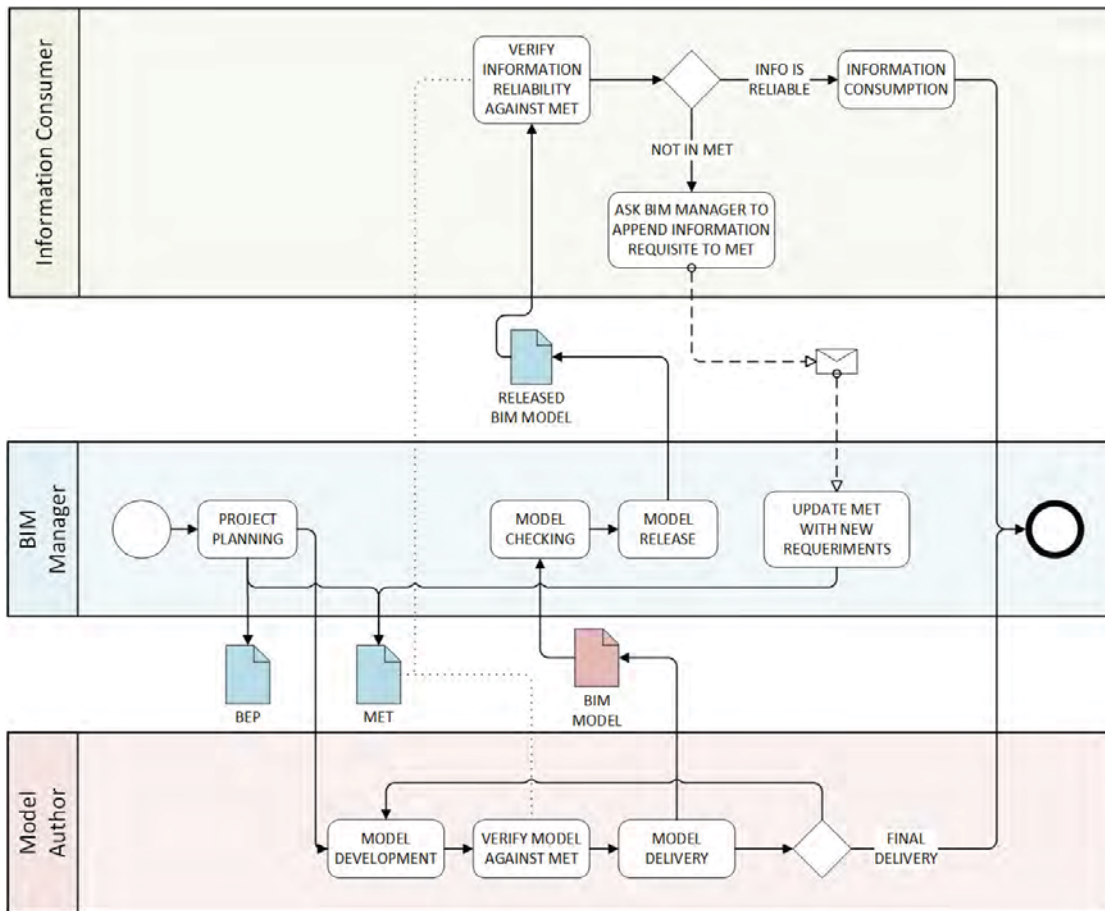 Information Consumer
VERIFY
INFORMATION
RELIABILITY
AGAINST MET
INFO IS
RELIABLE
INFORMATION
CONSUMPTION
NOT IN MET
ASK BIM MANAGER TO
APPEND INFORMATION
REQUISITE TO MET
RELEASED
BIM MODEL
BIM
Manager
PROJECT
PLANNING
MODEL
CHECKING
MODEL
RELEASE
UPDATE MET
WITH NEW
REQUERIMENTS
BEP
MET
BIM
MODEL
Model
Author
MODEL
DEVELOPMENT
VERIFY MODEL
AGAINST MET
MODEL
DELIVERY
FINAL
DELIVERY